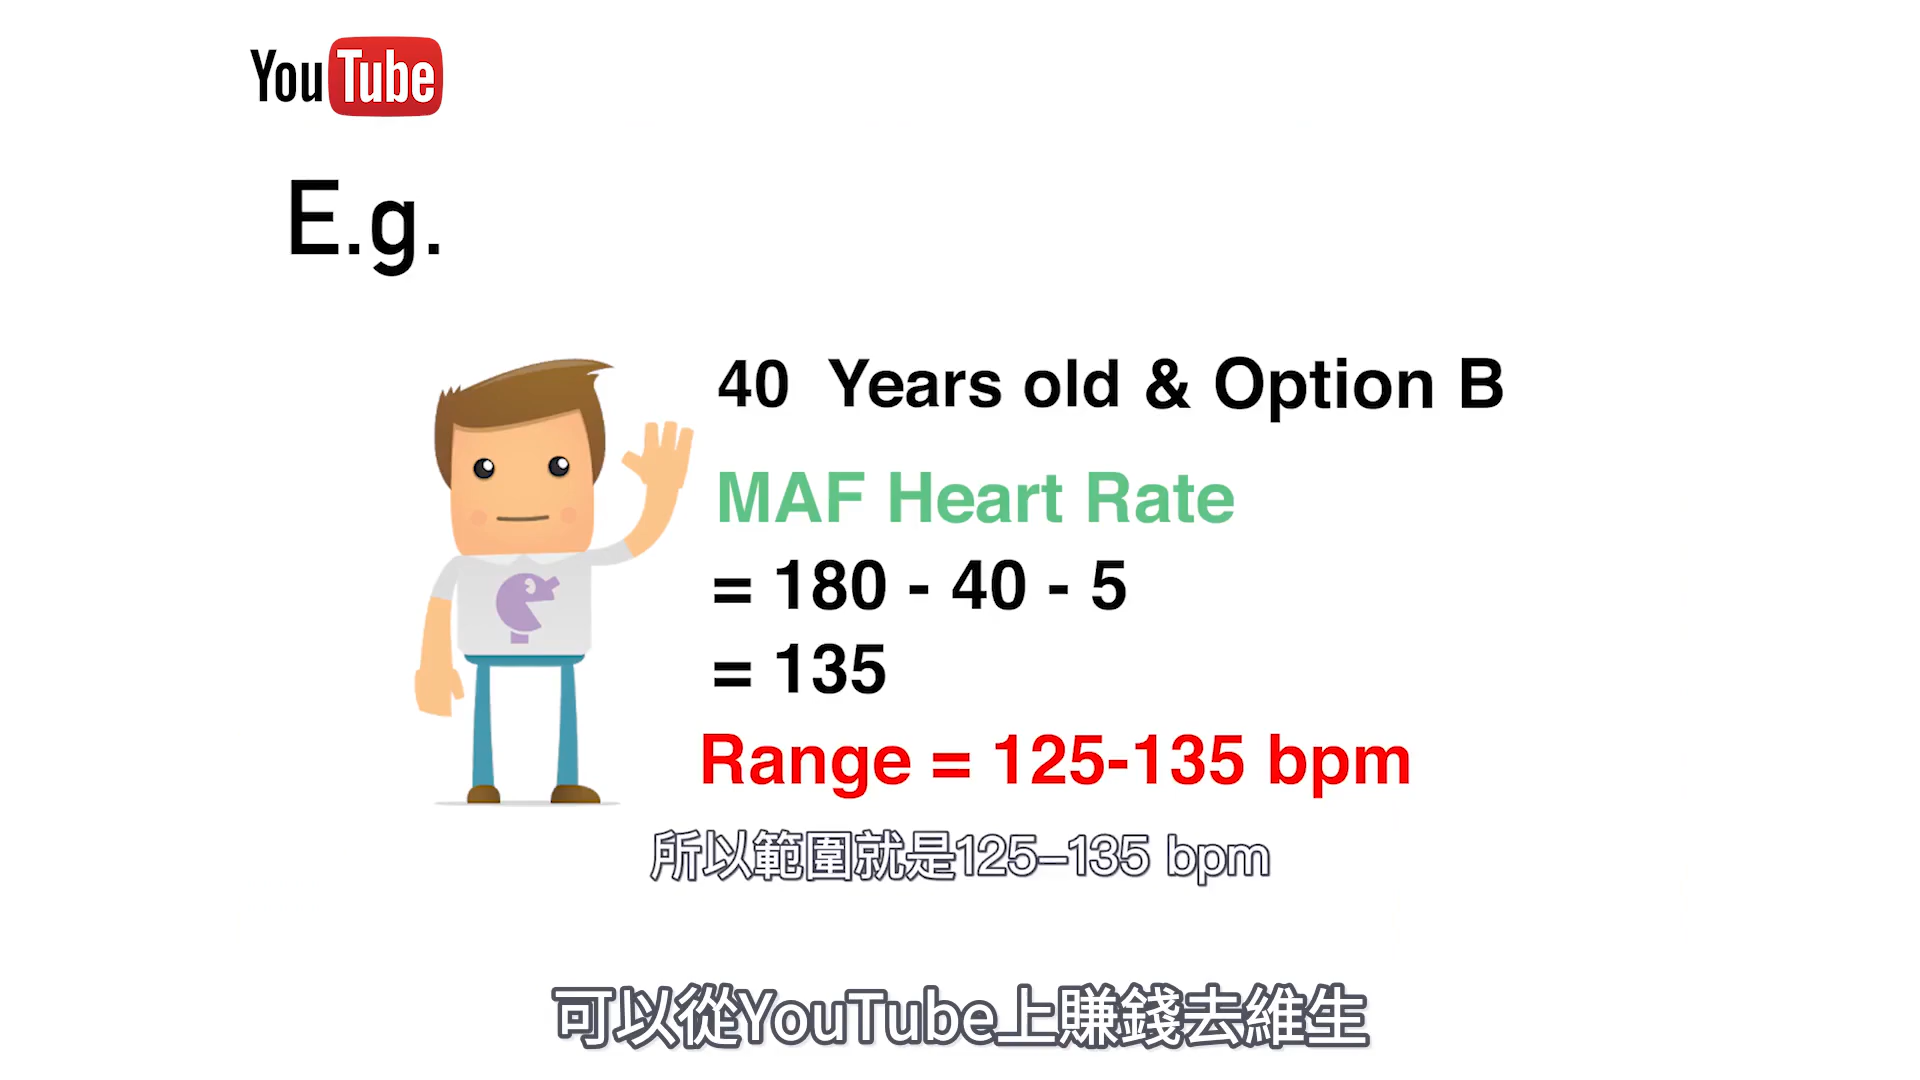 YouTube
E.g.
40 Years old & Option B
MAF Heart Rate
= 180 - 40 - 5
= 135
Range = 125-135 bpm
所以範圍就是125–135 bpm
可以從YouTube上賺錢去維生